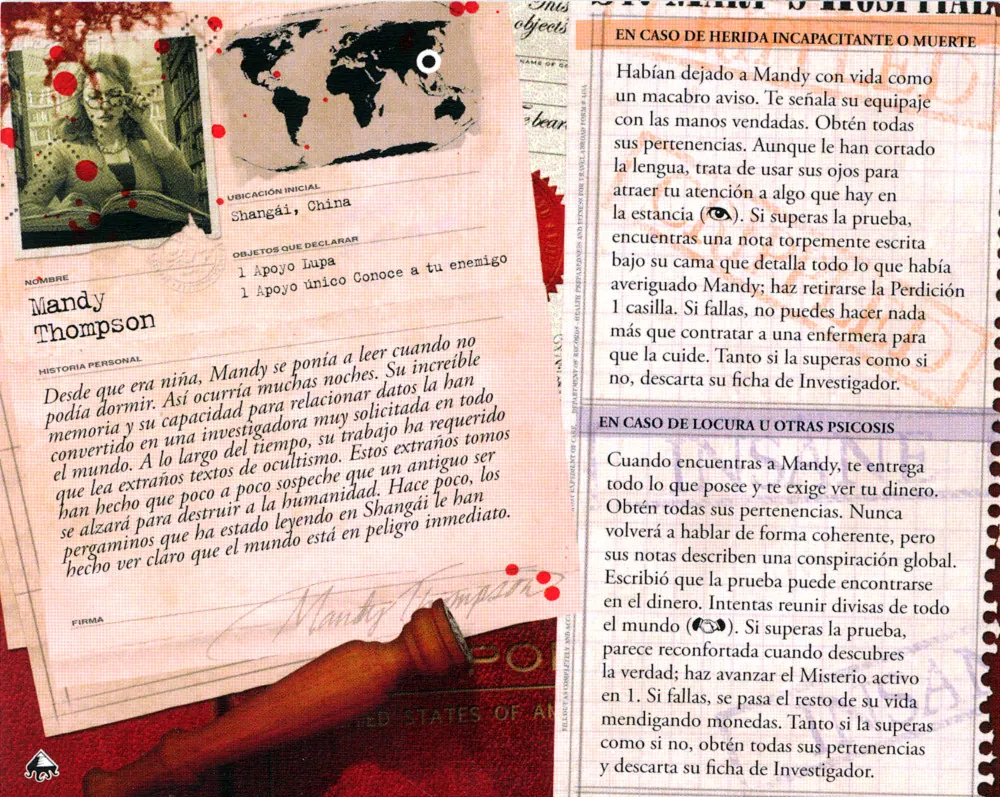 UBICACIÓN INICIAL
Shangái, China
OBJETOS QUE DECLARAR
1 Apoyo Lupa
1 Apoyo único Conoce a tu enemigo
NOMBRE
Mandy
Thompson
HISTORIA PERSONAL
Desde que era niña, Mandy se ponía a leer cuando no
podía dormir. Así ocurría muchas noches. Su increíble
memoria y su capacidad para relacionar datos la han
convertido en una investigadora muy solicitada en todo
el mundo. A lo largo del tiempo, su trabajo ha requerido
que lea extraños textos de ocultismo. Estos extraños tomos
han hecho que poco a poco sospeche que un antiguo ser
se alzará para destruir a la humanidad. Hace poco, los
pergaminos que ha estado leyendo en Shangái le han
hecho ver claro que el mundo está en peligro inmediato.
FIRMA
Mandy Thompson
ED STATES OF AM
This
objects
e bear
ST. MARY'S HOSPITAL
EN CASO DE HERIDA INCAPACITANTE O MUERTE
Habían dejado a Mandy con vida como
un macabro aviso. Te señala su equipaje
con las manos vendadas. Obtén todas
sus pertenencias. Aunque le han cortado
la lengua, trata de usar sus ojos para
atraer tu atención a algo que hay en
la estancia (). Si superas la prueba,
encuentras una nota torpemente escrita
bajo su cama que detalla todo lo que había
averiguado Mandy; haz retirarse la Perdición
1 casilla. Si fallas, no puedes hacer nada
más que contratar a una enfermera para
que la cuide. Tanto si la superas como si
no, descarta su ficha de Investigador.
EN CASO DE LOCURA U OTRAS PSICOSIS
INSANE
Cuando encuentras a Mandy, te entrega
todo lo que posee y te exige ver tu dinero.
Obtén todas sus pertenencias. Nunca
volverá a hablar de forma coherente, pero
sus notas describen una conspiración global.
Escribió que la prueba puede encontrarse
en el dinero. Intentas reunir divisas de todo
el mundo (). Si superas la prueba,
parece reconfortada cuando descubres
la verdad; haz avanzar el Misterio activo
en 1. Si fallas, se pasa el resto de su vida
mendigando monedas. Tanto si la superas
como si no, obtén todas sus pertenencias
y descarta su ficha de Investigador.